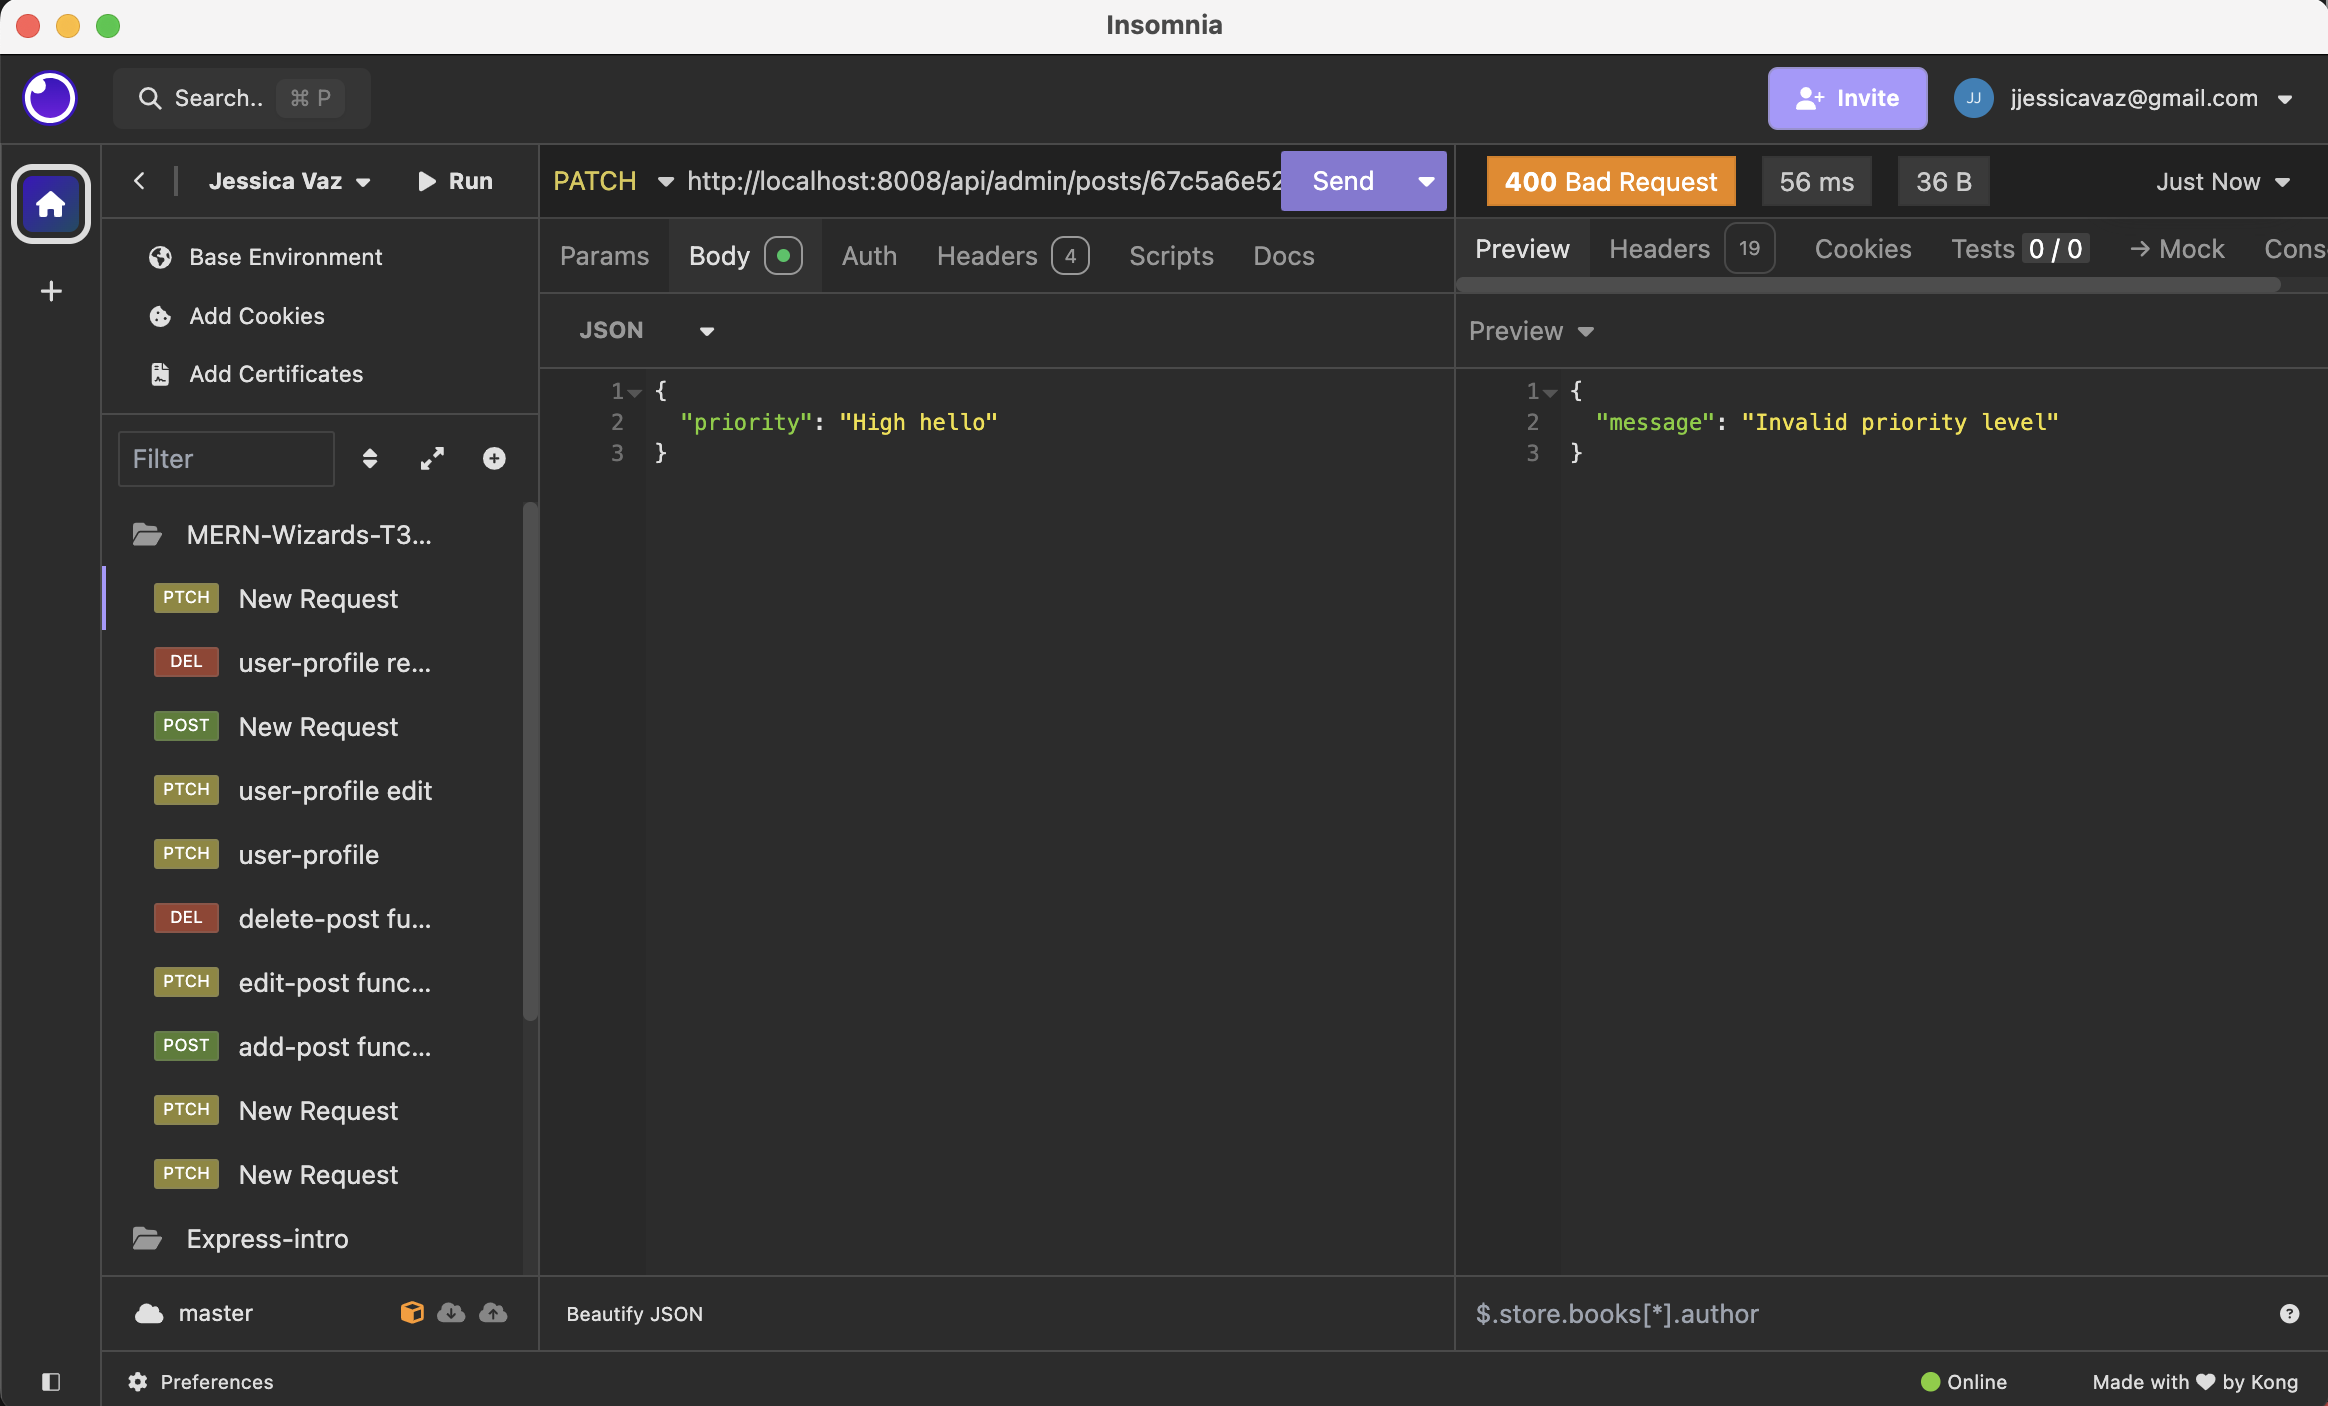 Insomnia
Search.. ⌘ P
Invite
JJ
jjessicavaz@gmail.com
Jessica Vaz
Run
Base Environment
Add Cookies
Add Certificates
Filter
MERN-Wizards-T3...
PTCH New Request
DEL user-profile re...
POST New Request
PTCH user-profile edit
PTCH user-profile
DEL delete-post fu...
PTCH edit-post func...
POST add-post func...
PTCH New Request
PTCH New Request
Express-intro
master
PATCH http://localhost:8008/api/admin/posts/67c5a6e52 Send
Params Body Auth Headers 4 Scripts Docs
JSON
1 {
2 "priority": "High hello"
3 }
Beautify JSON
400 Bad Request 56 ms 36 B Just Now
Preview Headers 19 Cookies Tests 0 / 0 → Mock Cons
Preview
1 {
2 "message": "Invalid priority level"
3 }
$.store.books[*].author ?
Preferences
Online
Made with ♥ by Kong